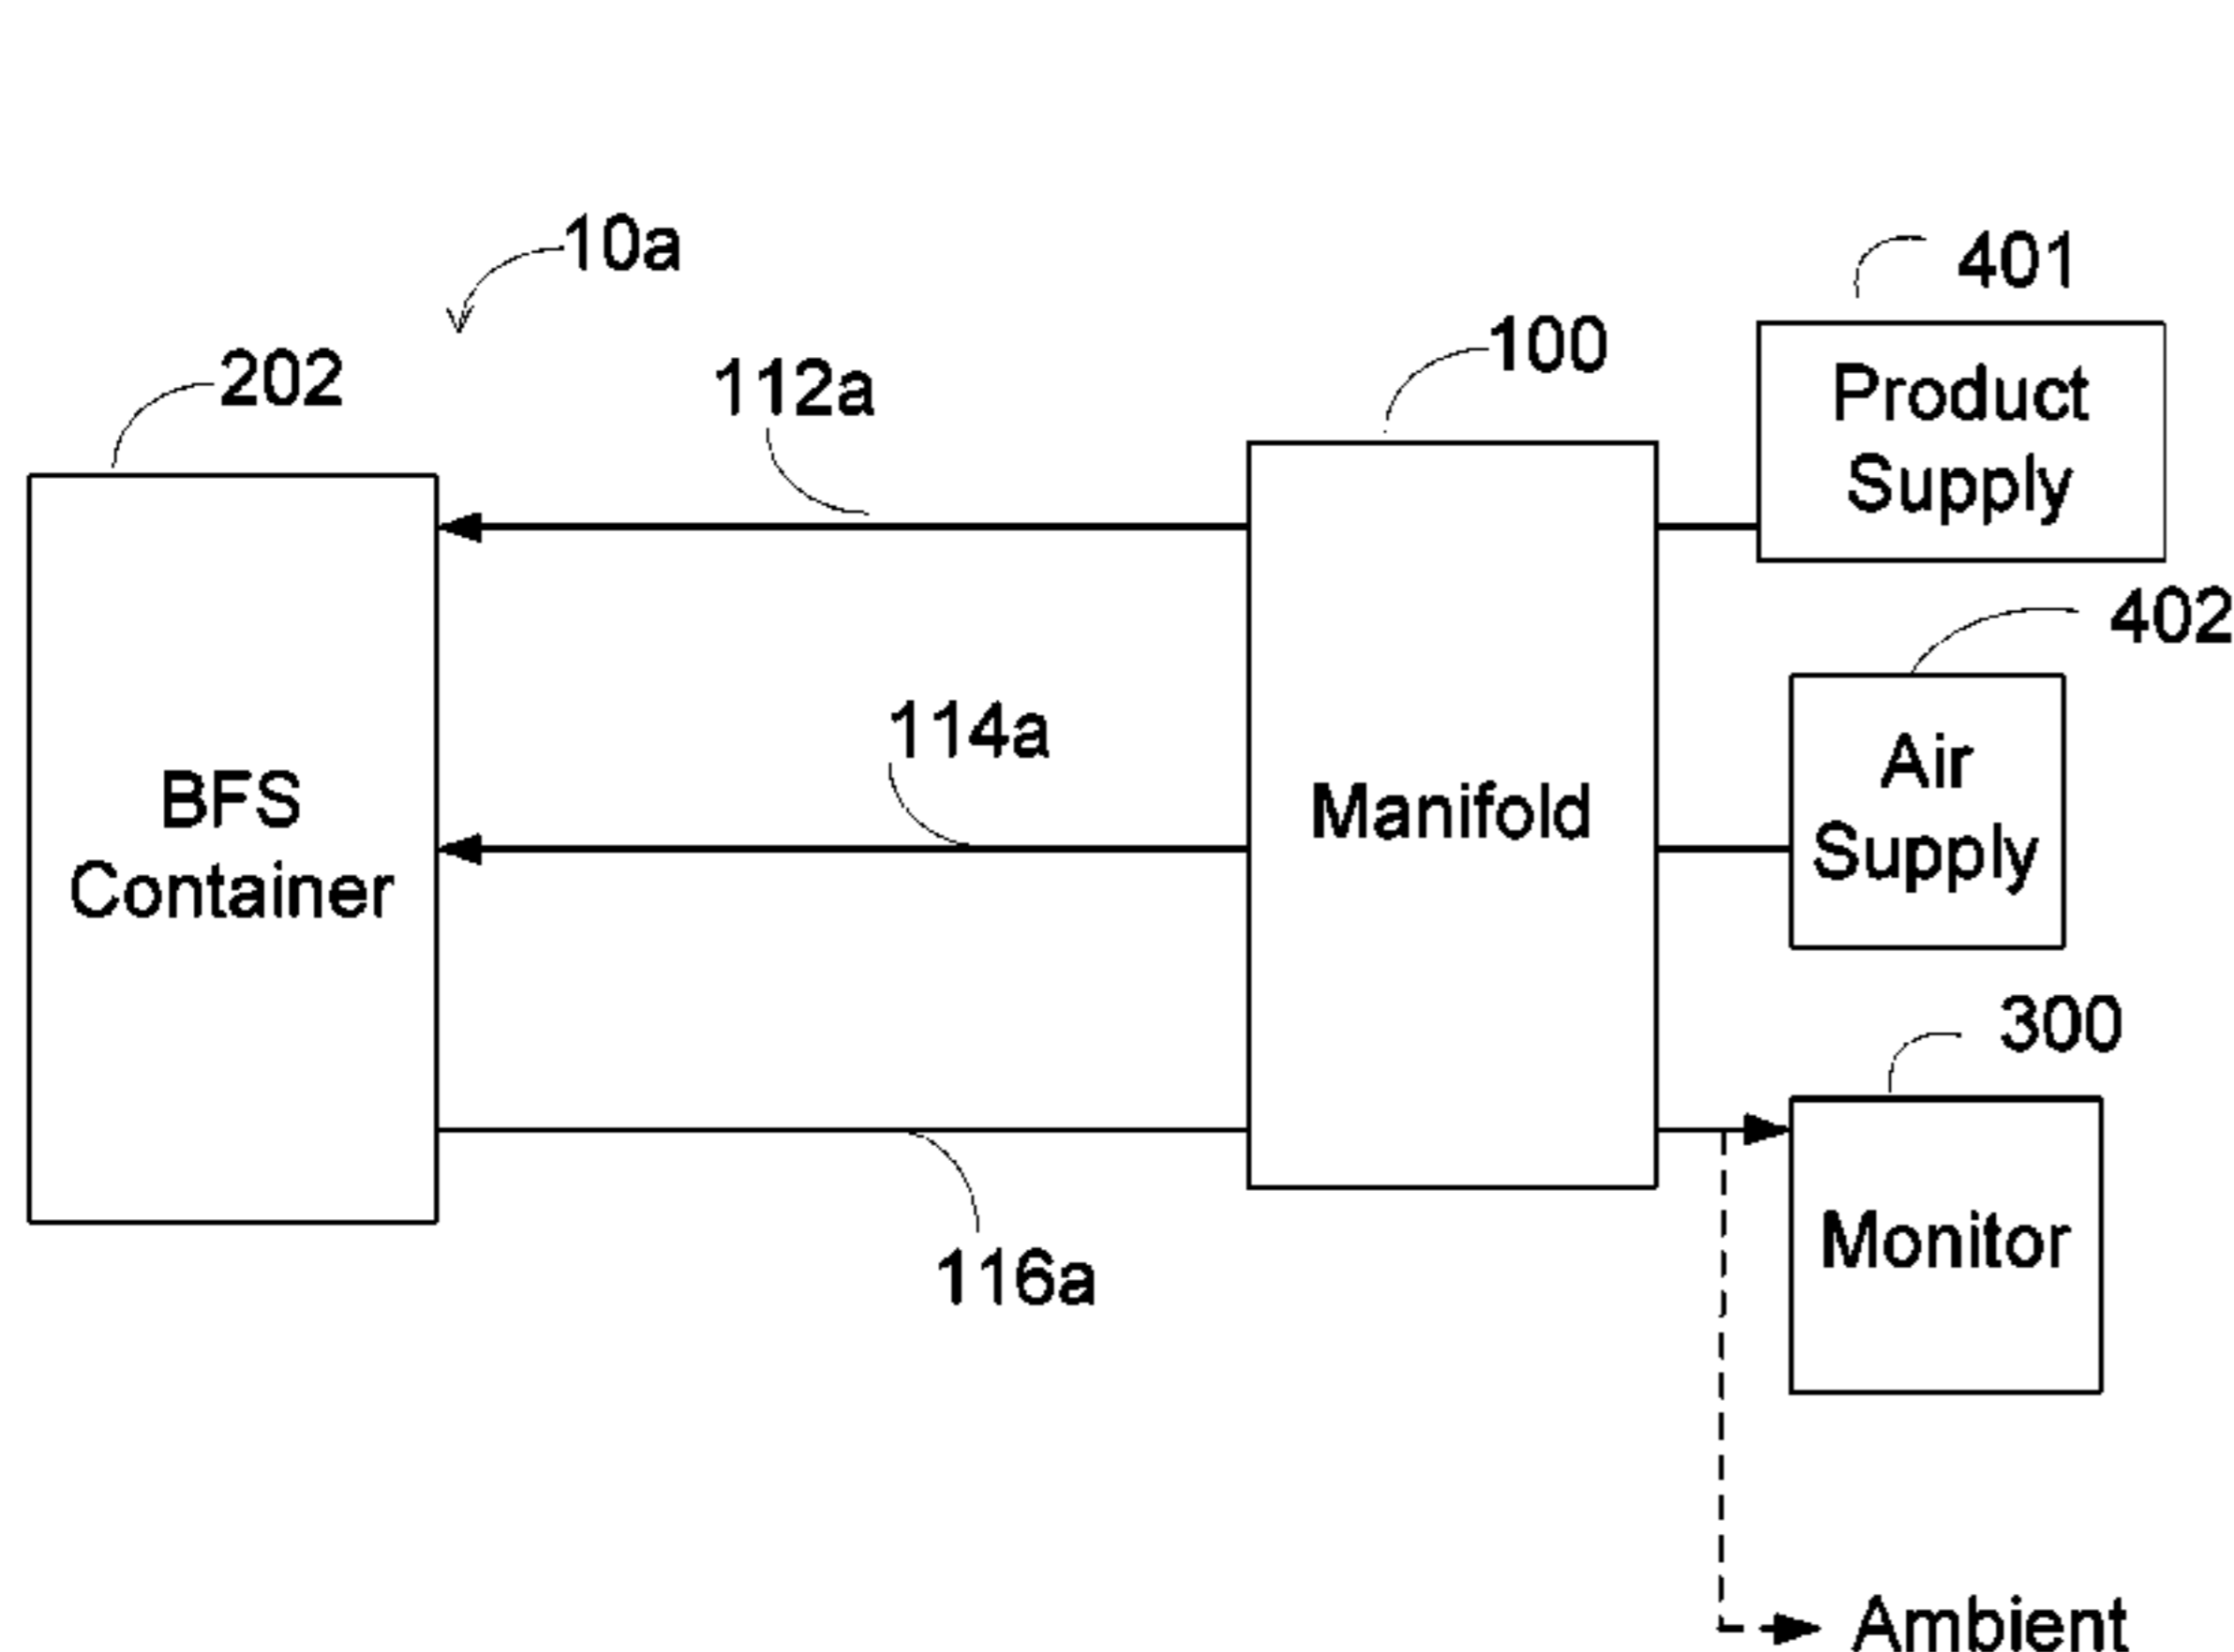 10a
401
100
202
112a
Product
Supply
402
114a
Air
Supply
BFS
Container
Manifold
300
116a
Monitor
Ambient